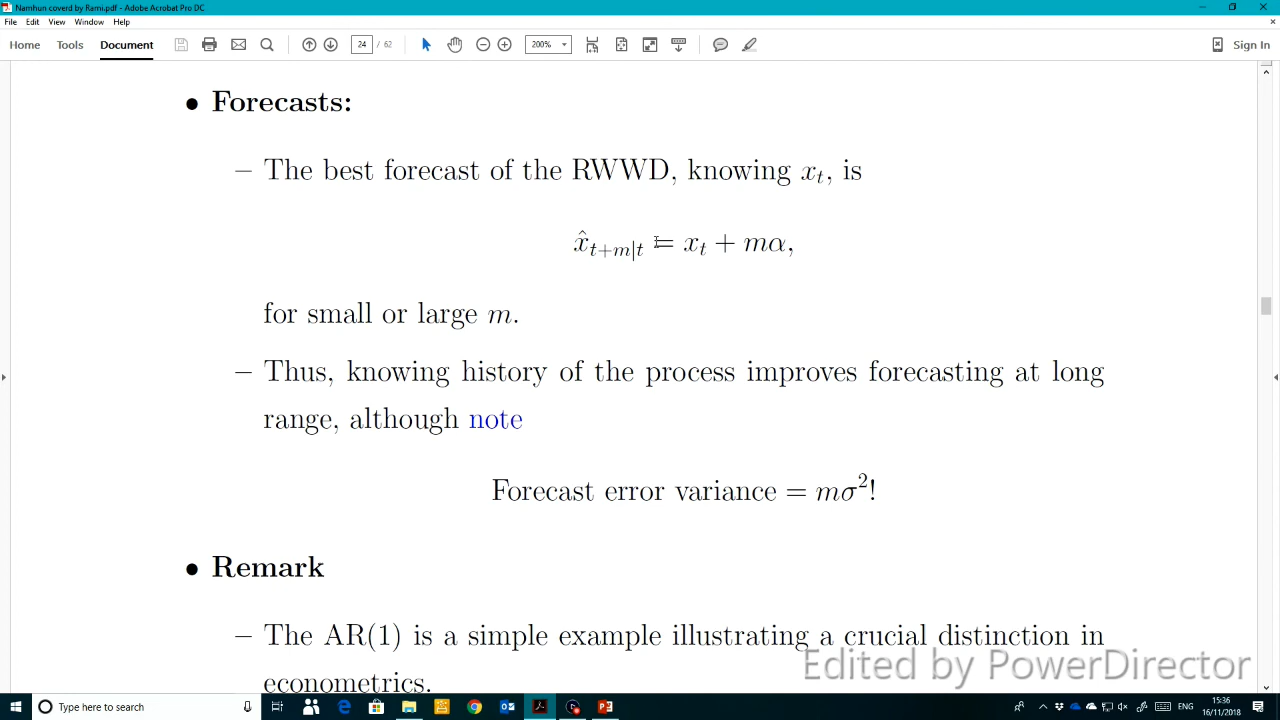 Namhun coverd by Rami.pdf - Adobe Acrobat Pro DC
File Edit View Window Help
Home Tools Document 24 / 62 200% Sign In
• Forecasts:
– The best forecast of the RWWD, knowing xₜ, is
x̂ₜ₊ₘ|ₜ = xₜ + mα,
for small or large m.
– Thus, knowing history of the process improves forecasting at long
range, although note
Forecast error variance = mσ²!
• Remark
– The AR(1) is a simple example illustrating a crucial distinction in
econometrics.
Edited by PowerDirector
Type here to search
ENG
15:36
16/11/2018